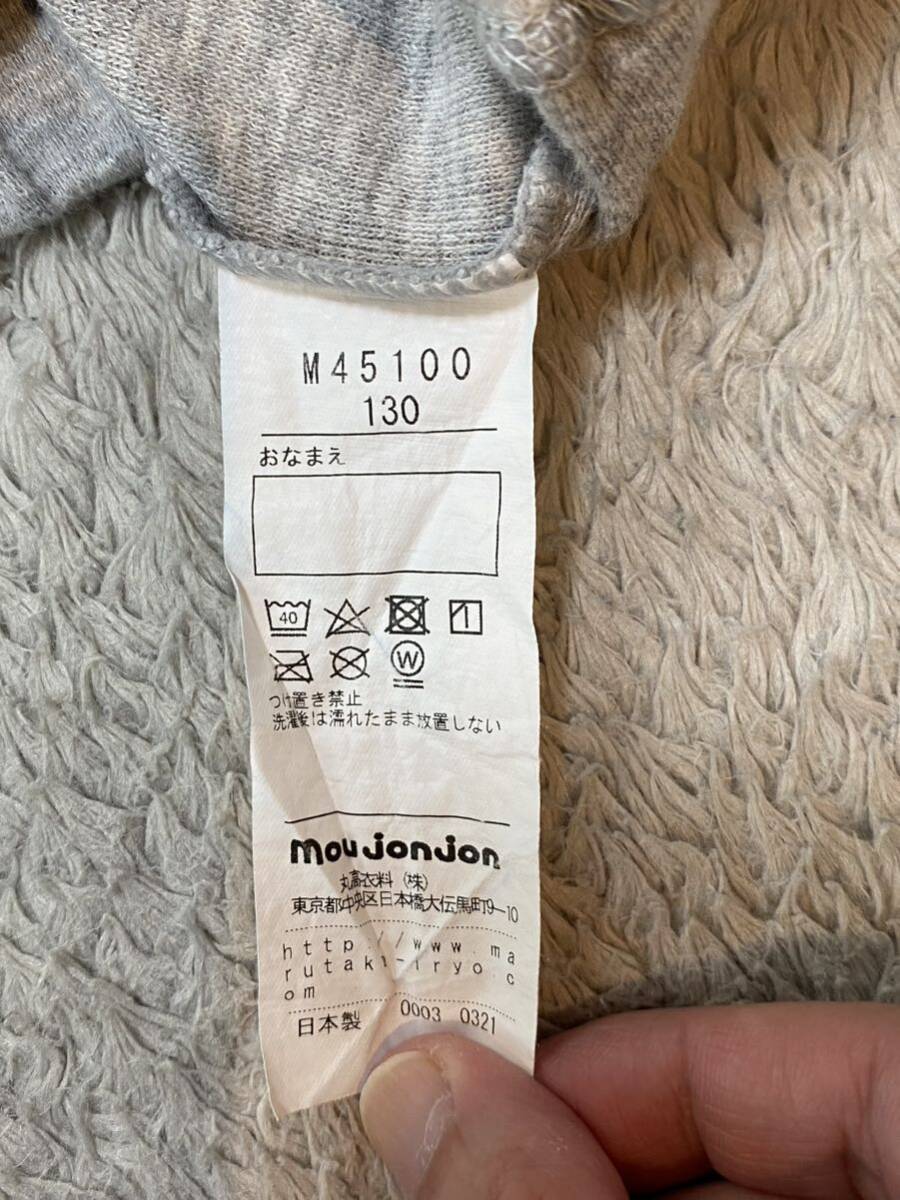 M45100
130
おなまえ
40
W
つけ置き禁止
洗濯後は濡れたまま放置しない
moujonjon
丸高衣料（株）
東京都中央区日本橋大伝馬町9-10
http://www.ma
rutaki-iryo.c
om
日本製 0003 0321